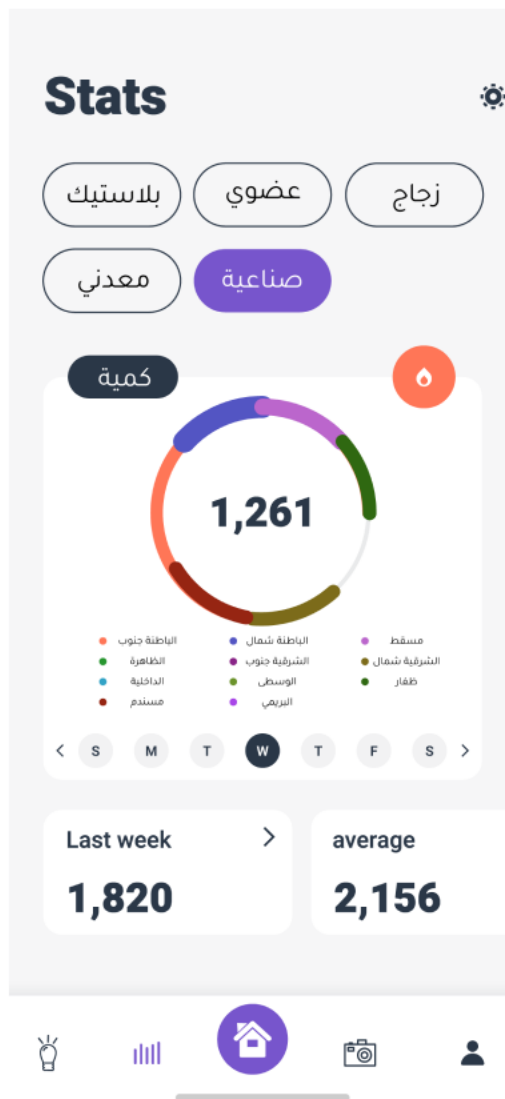 Stats
زجاج عضوي بلاستيك
صناعية معدني
كمية
1,261
مسقط الباطنة شمال الباطنة جنوب
الشرقية شمال الشرقية جنوب الظاهرة
ظفار الوسطى الداخلية
البريمي مسندم
S M T W T F S
Last week average
1,820 2,156